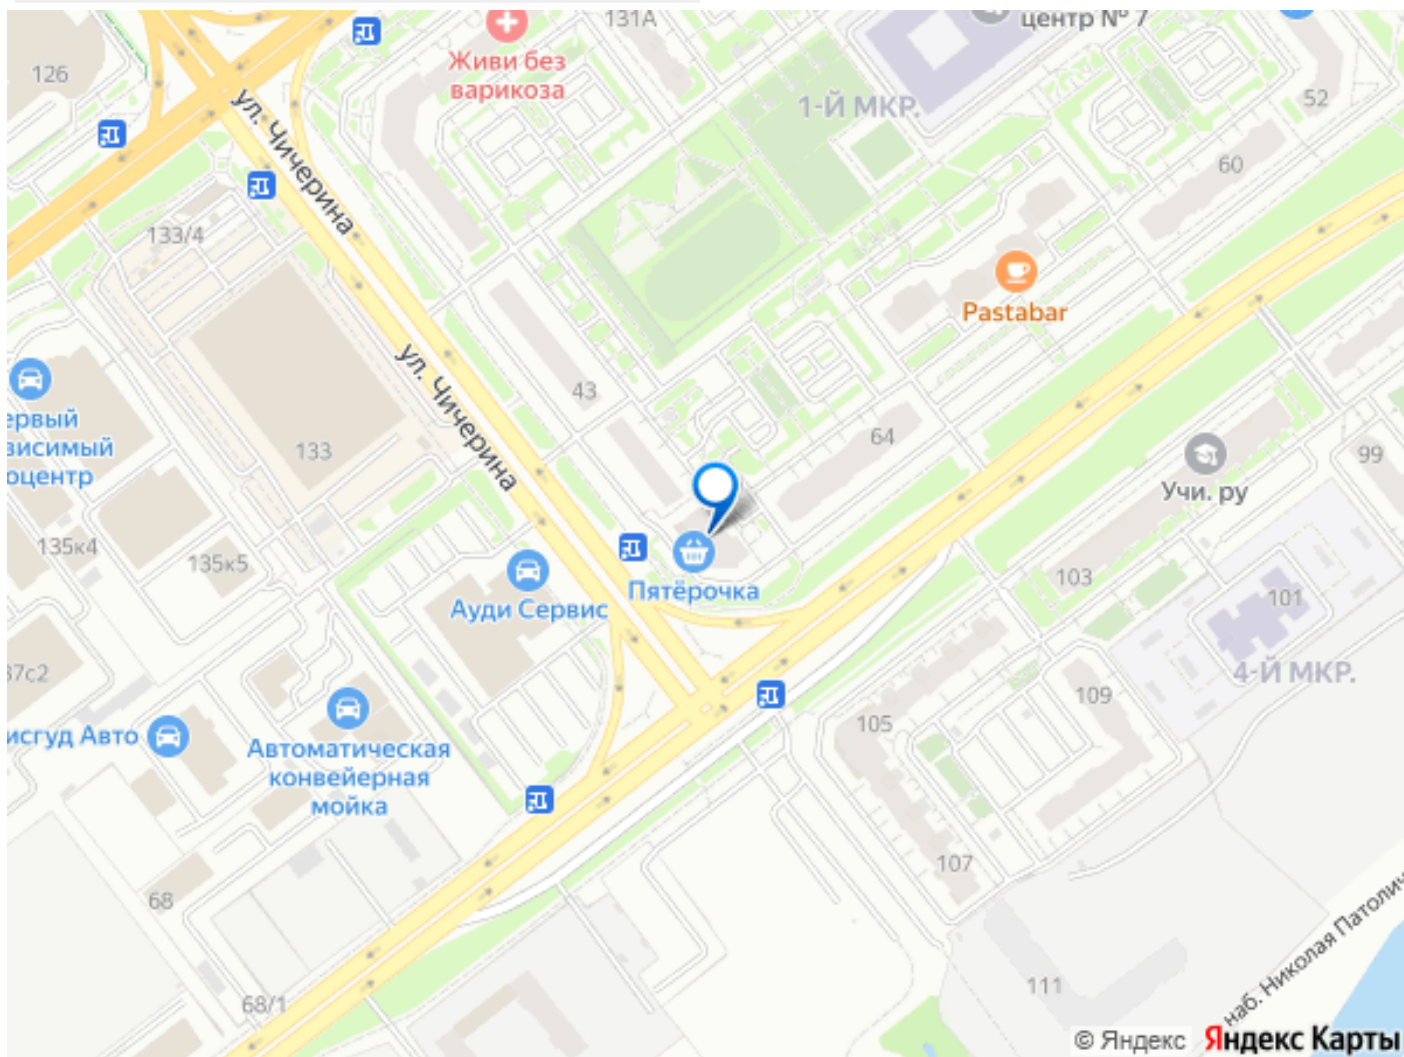 131А
центр № 7
Живи без
варикоза
126
1-Й МКР.
52
ул. Чичерина
60
133/4
Pastabar
ул. Чичерина
43
ервый
висимый
оцентр
133
64
99
Учи. ру
135к4
135к5
Пятёрочка
Ауди Сервис
103
101
37с2
4-Й МКР.
109
105
исгуд Авто
Автоматическая
конвейерная
мойка
107
68
наб. Николая Патолич
111
68/1
© Яндекс Яндекс Карты